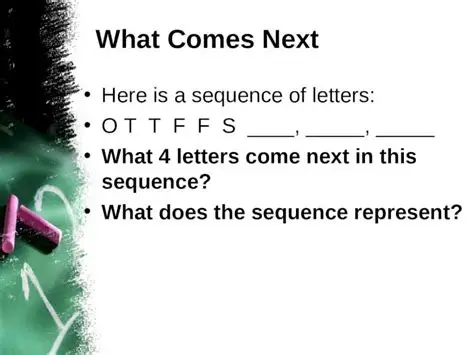 What Comes Next
• Here is a sequence of letters:
• O T T F F S ____, _____, _____
• What 4 letters come next in this
sequence?
• What does the sequence represent?